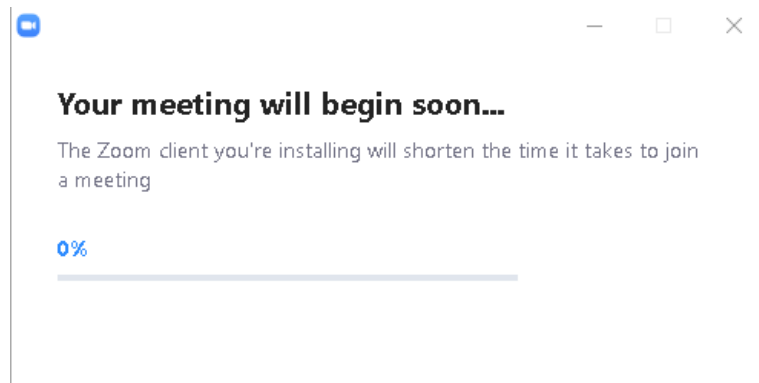 Your meeting will begin soon...
The Zoom client you're installing will shorten the time it takes to join
a meeting
0%